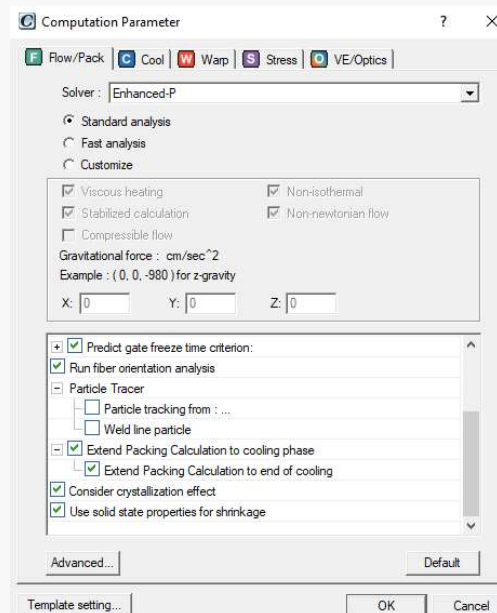 Computation Parameter
Flow/Pack Cool Warp Stress VE/Optics
Solver : Enhanced-P
Standard analysis
Fast analysis
Customize
Viscous heating Non-isothermal
Stabilized calculation Non-newtonian flow
Compressible flow
Gravitational force : cm/sec^2
Example : ( 0, 0, -980 ) for z-gravity
X: 0 Y: 0 Z: 0
Predict gate freeze time criterion:
Run fiber orientation analysis
Particle Tracer
Particle tracking from : ...
Weld line particle
Extend Packing Calculation to cooling phase
Extend Packing Calculation to end of cooling
Consider crystallization effect
Use solid state properties for shrinkage
Advanced... Default
Template setting... OK Cancel